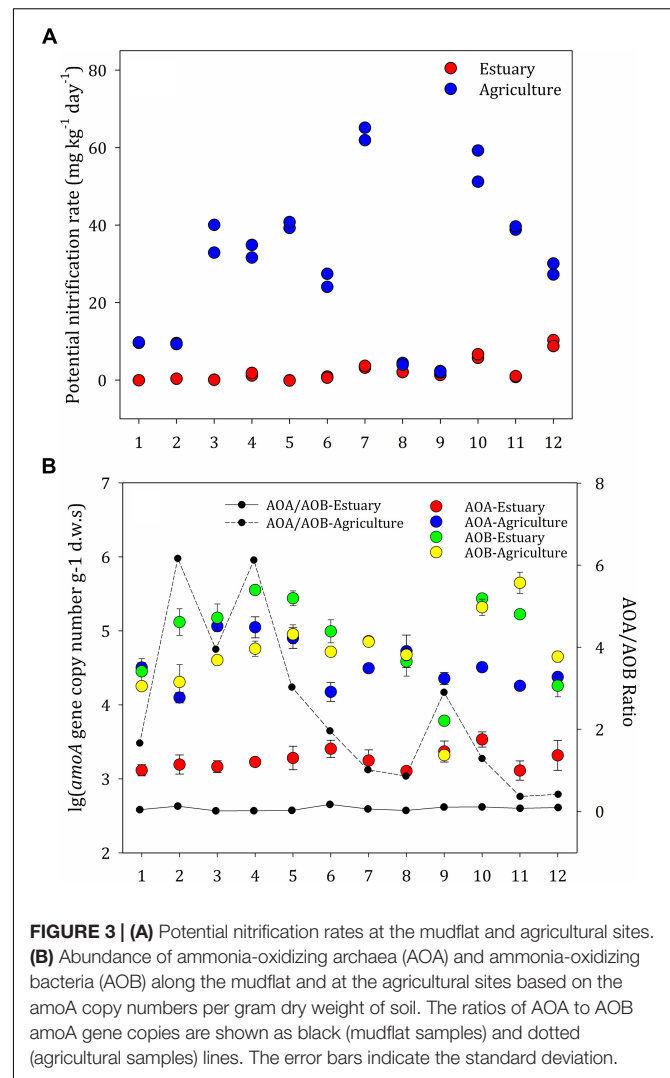 A
Potential nitrification rate (mg kg⁻¹ day⁻¹)
80
60
40
20
0
Estuary
Agriculture
1 2 3 4 5 6 7 8 9 10 11 12
B
lg(amoA gene copy number g-1 d.w.s)
7
6
5
4
3
2
AOA/AOB-Estuary
AOA/AOB-Agriculture
AOA-Estuary
AOA-Agriculture
AOB-Estuary
AOB-Agriculture
8
6
4
2
0
AOA/AOB Ratio
1 2 3 4 5 6 7 8 9 10 11 12
FIGURE 3 | (A) Potential nitrification rates at the mudflat and agricultural sites.
(B) Abundance of ammonia-oxidizing archaea (AOA) and ammonia-oxidizing
bacteria (AOB) along the mudflat and at the agricultural sites based on the
amoA copy numbers per gram dry weight of soil. The ratios of AOA to AOB
amoA gene copies are shown as black (mudflat samples) and dotted
(agricultural samples) lines. The error bars indicate the standard deviation.